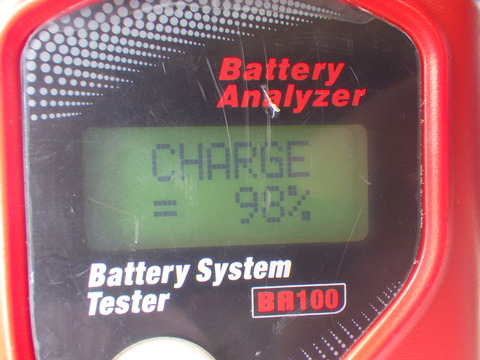 Battery
Analyzer
CHARGE
= 98%
Battery System
Tester
BA100